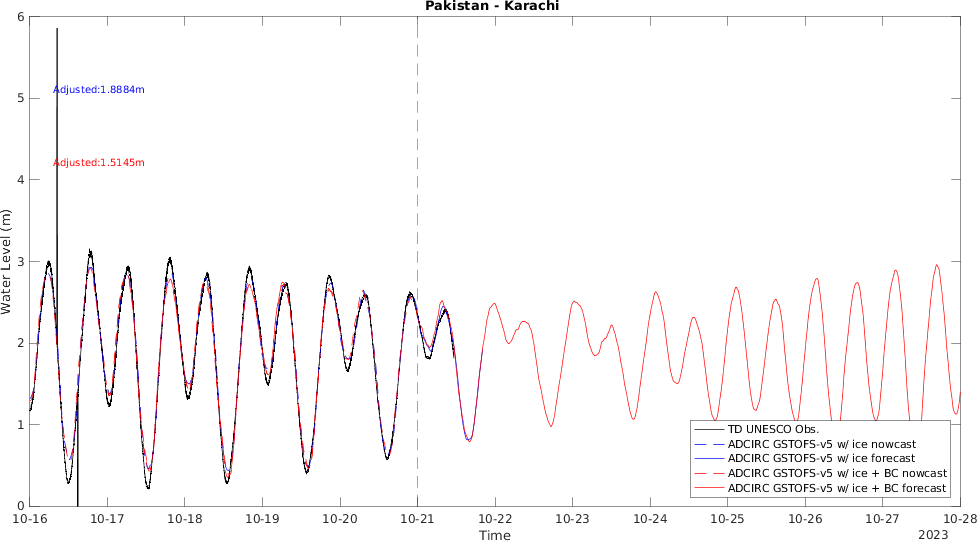 Pakistan - Karachi
6
5
4
3
2
1
0
Water Level (m)
Adjusted:1.8884m
Adjusted:1.5145m
TD UNESCO Obs.
ADCIRC GSTOFS-v5 w/ ice nowcast
ADCIRC GSTOFS-v5 w/ ice forecast
ADCIRC GSTOFS-v5 w/ ice + BC nowcast
ADCIRC GSTOFS-v5 w/ ice + BC forecast
10-16 10-17 10-18 10-19 10-20 10-21 10-22 10-23 10-24 10-25 10-26 10-27 10-28
Time
2023